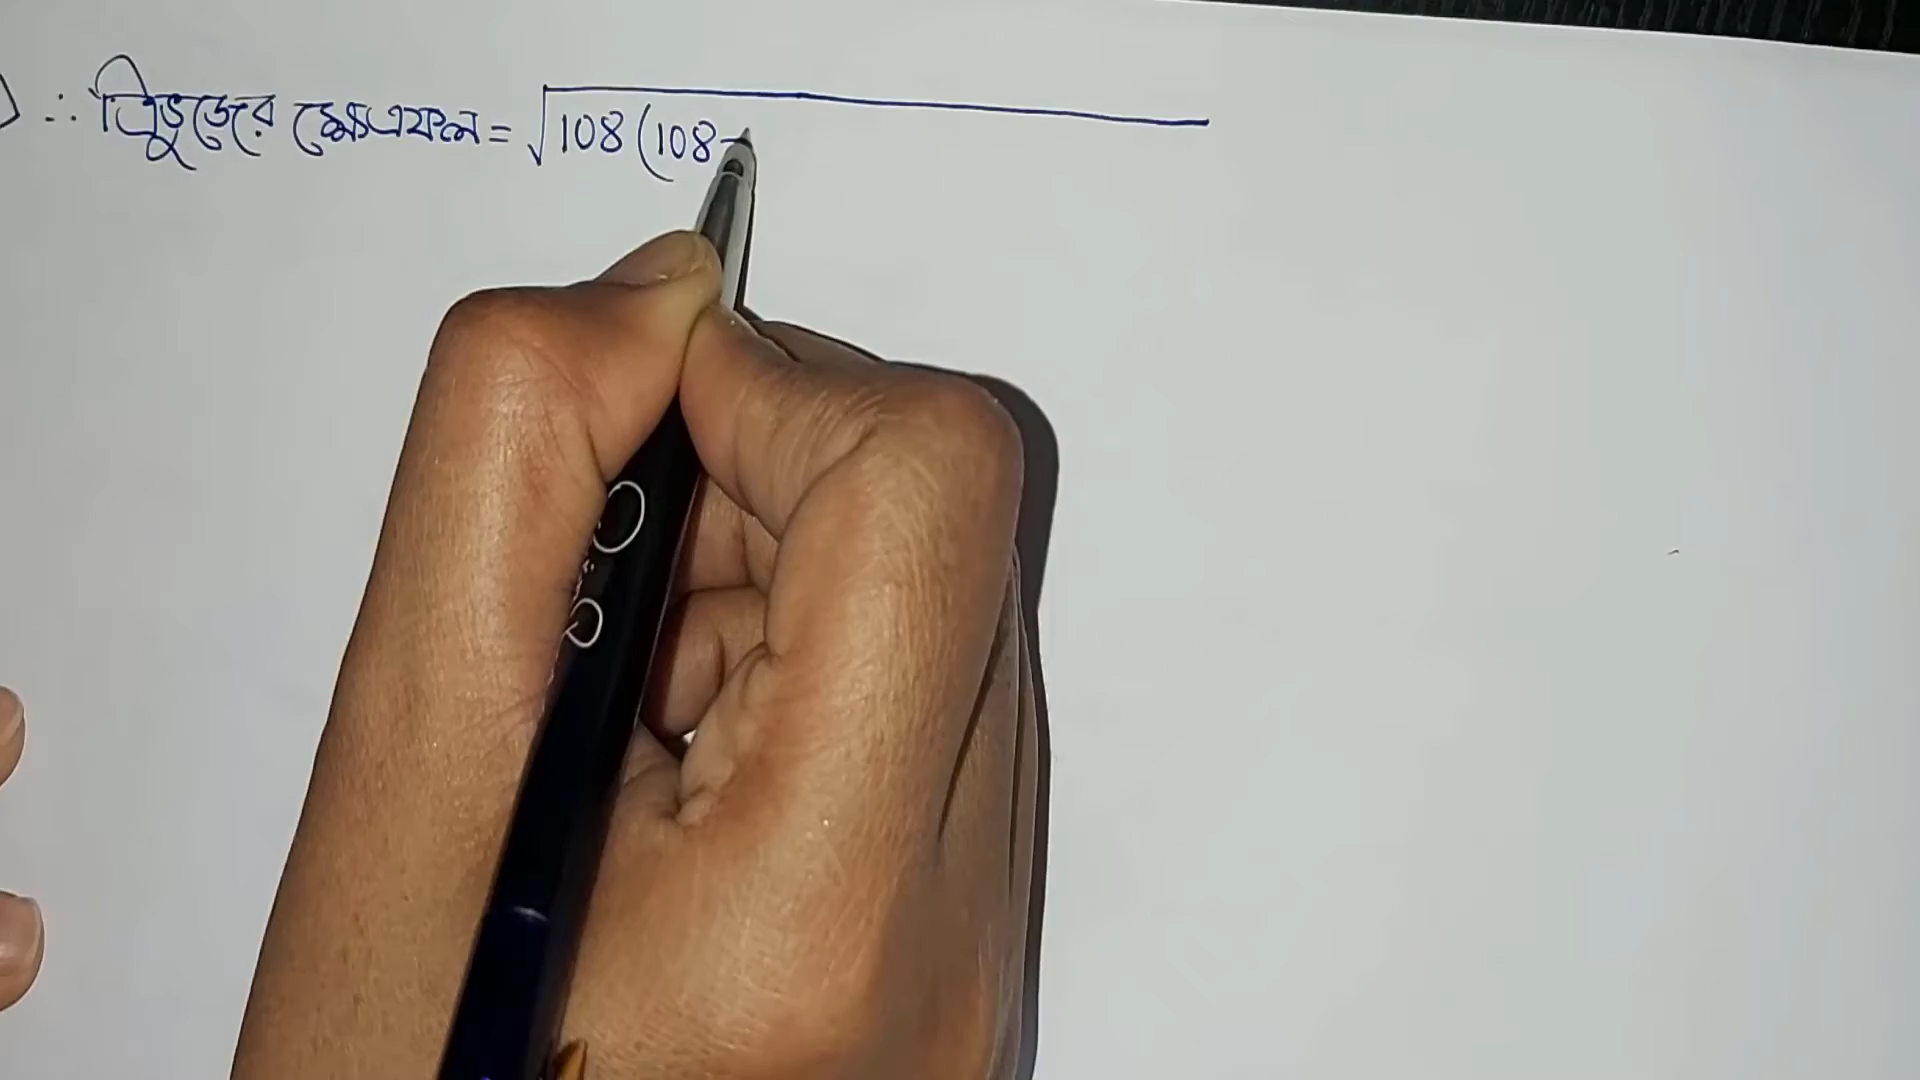 ∴ ত্রিভুজের ক্ষেত্রফল = √108 (108 -